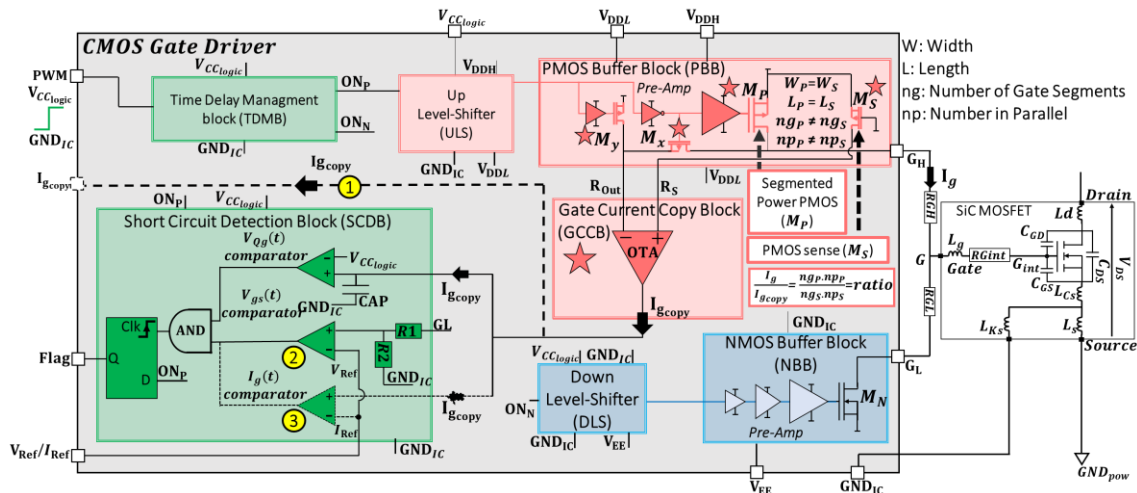 V_CClogic
V_DDL
V_DDH
CMOS Gate Driver
W: Width
L: Length
ng: Number of Gate Segments
np: Number in Parallel
PWM
V_CClogic
GND_IC
V_CClogic
Time Delay Managment
block (TDMB)
GND_IC
ON_P
ON_N
V_DDH
Up
Level-Shifter
(ULS)
GND_IC
V_DDL
PMOS Buffer Block (PBB)
Pre-Amp
M_P
W_P=W_S
L_P = L_S
ng_P ≠ ng_S
np_P ≠ np_S
M_S
M_y
M_x
G_H
I_gcopy
Ig_copy
1
R_Out
R_S
V_DDL
I_g
ON_P
V_CClogic
Short Circuit Detection Block (SCDB)
Gate Current Copy Block
(GCCB)
OTA
Segmented
Power PMOS
(M_P)
PMOS sense (M_S)
I_g/I_gcopy = ng_P.np_P/ng_S.np_S =ratio
RGH
SiC MOSFET
Drain
Ld
C_GD
L_g
Gate
RGint
G_int
C_GS
C_DS
V_DS
G
L_Cs
RGL
L_Ks
L_s
Source
V_Qg(t)
comparator
V_CClogic
I_gcopy
GND_IC
CAP
V_gs(t)
comparator
Clk
AND
Q
D
ON_P
Flag
2
R1
GL
R2
V_Ref
GND_IC
I_g(t)
comparator
3
I_Ref
I_gcopy
I_gcopy
GND_IC
V_Ref/I_Ref
V_CClogic
GND_IC
Down
Level-Shifter
(DLS)
ON_N
GND_IC
V_EE
GND_IC
NMOS Buffer Block
(NBB)
Pre-Amp
M_N
G_L
V_EE
GND_IC
GND_pow